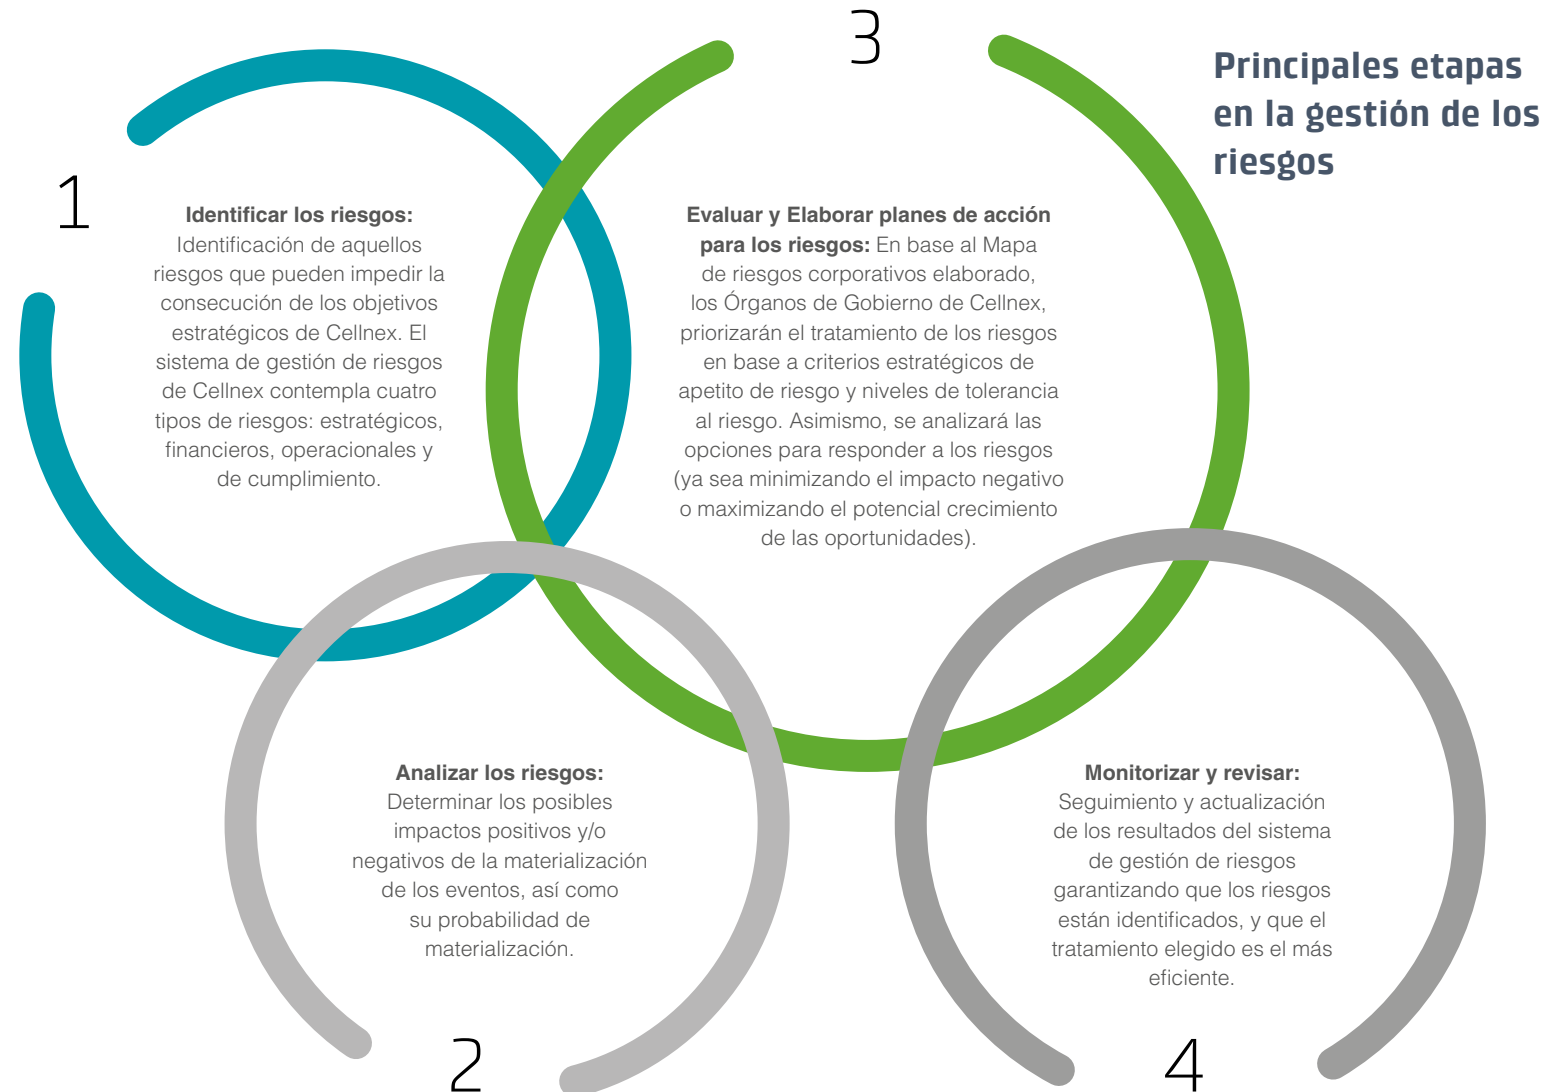 Principales etapas
en la gestión de los
riesgos
1
Identificar los riesgos:
Identificación de aquellos
riesgos que pueden impedir la
consecución de los objetivos
estratégicos de Cellnex. El
sistema de gestión de riesgos
de Cellnex contempla cuatro
tipos de riesgos: estratégicos,
financieros, operacionales y
de cumplimiento.
2
Analizar los riesgos:
Determinar los posibles
impactos positivos y/o
negativos de la materialización
de los eventos, así como
su probabilidad de
materialización.
3
Evaluar y Elaborar planes de acción
para los riesgos: En base al Mapa
de riesgos corporativos elaborado,
los Órganos de Gobierno de Cellnex,
priorizarán el tratamiento de los riesgos
en base a criterios estratégicos de
apetito de riesgo y niveles de tolerancia
al riesgo. Asimismo, se analizará las
opciones para responder a los riesgos
(ya sea minimizando el impacto negativo
o maximizando el potencial crecimiento
de las oportunidades).
4
Monitorizar y revisar:
Seguimiento y actualización
de los resultados del sistema
de gestión de riesgos
garantizando que los riesgos
están identificados, y que el
tratamiento elegido es el más
eficiente.